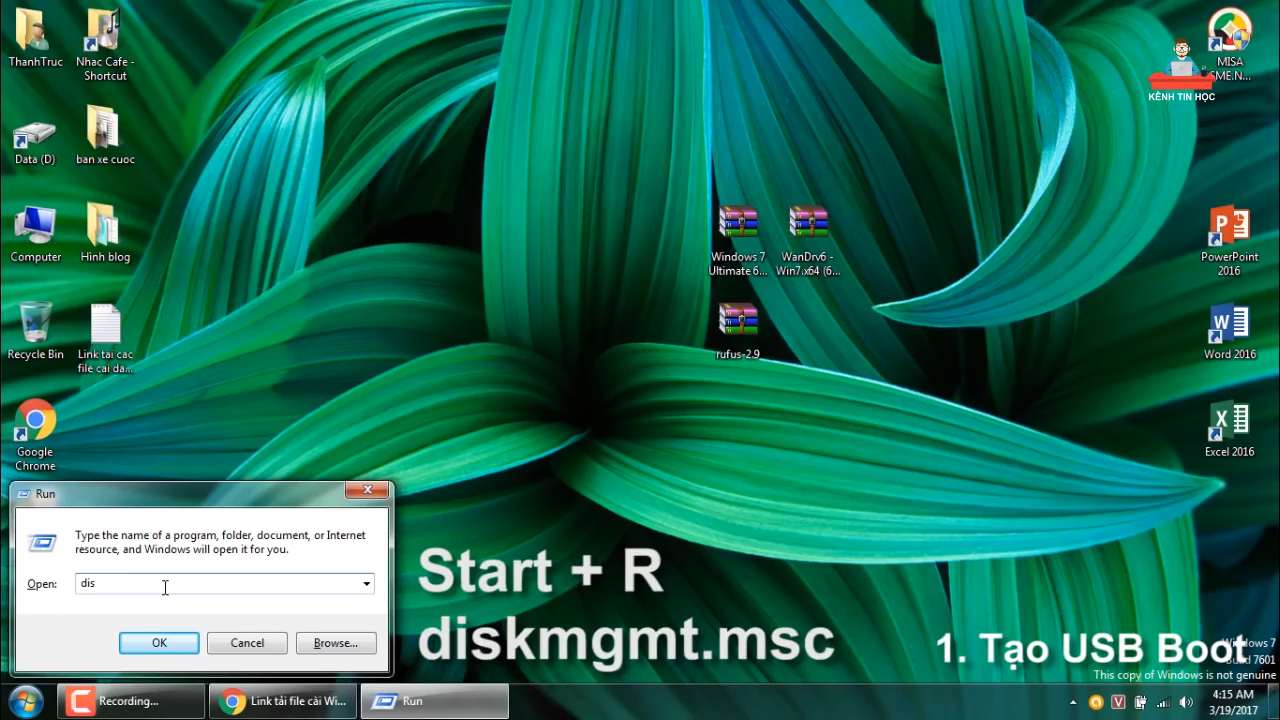 ThanhTruc
Nhac Cafe -
Shortcut
Data (D)
ban xe cuoc
Computer
Hinh blog
Recycle Bin
Link tai cac
file cai da...
Google
Chrome
Windows 7
Ultimate 6...
WanDrv6 -
Win7.x64 (6...
rufus-2.9
MISA
SME.N...
KÊNH TIN HỌC
PowerPoint
2016
Word 2016
Excel 2016
Run
Type the name of a program, folder, document, or Internet
resource, and Windows will open it for you.
Open:
dis
OK
Cancel
Browse...
Start + R
diskmgmt.msc
1. Tạo USB Boot
Windows 7
Build 7601
This copy of Windows is not genuine
Recording...
Link tải file cài Wi...
Run
4:15 AM
3/19/2017